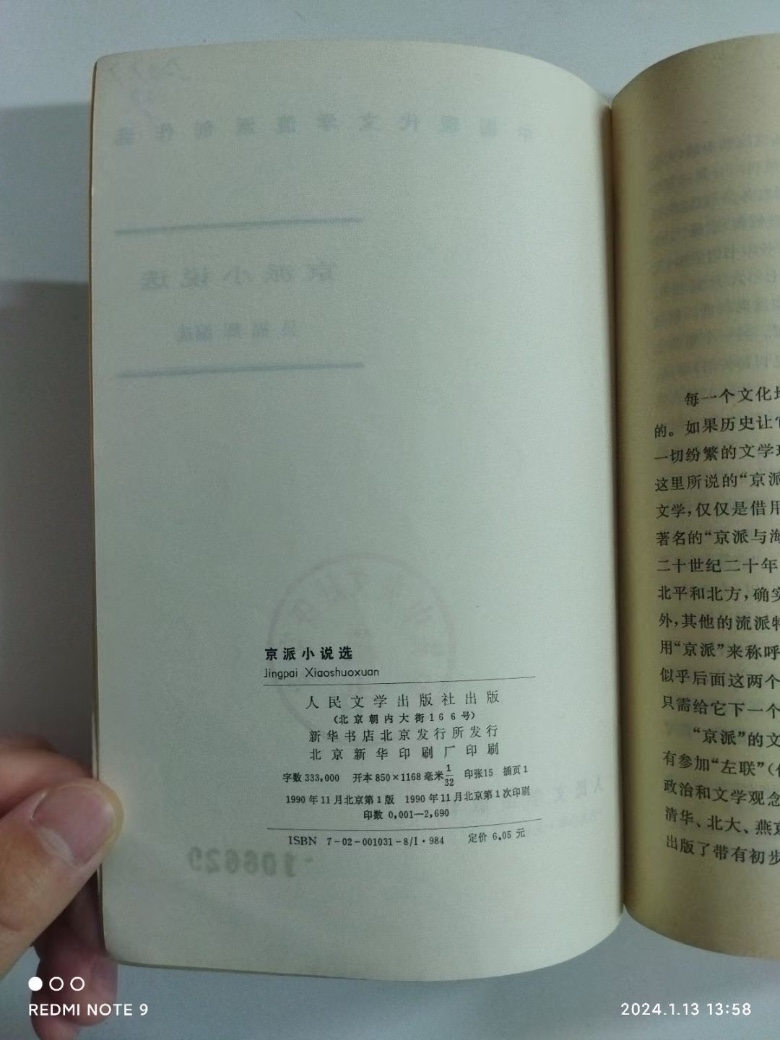 京派小说选
Jingpai Xiaoshuoxuan
人民文学出版社出版
(北京朝内大街166号)
新华书店北京发行所发行
北京新华印刷厂印刷
字数 333,000 开本 850×1168 毫米 1/32 印张15 插页1
1990年11月北京第1版 1990年11月北京第1次印刷
印数 0,001—2,690
ISBN 7-02-001031-8/I·984 定价 6.05 元
每一个文化
的。如果历史让
一切纷繁的文学
这里所说的“京派
文学,仅仅是借用
著名的“京派与海
二十世纪二十年
北平和北方,确实
外,其他的流派特
用“京派”来称呼
似乎后面这两个
只需给它下一个
“京派”的文
有参加“左联”(
政治和文学观念
清华、北大、燕京
出版了带有初步
REDMI NOTE 9
2024.1.13 13:58